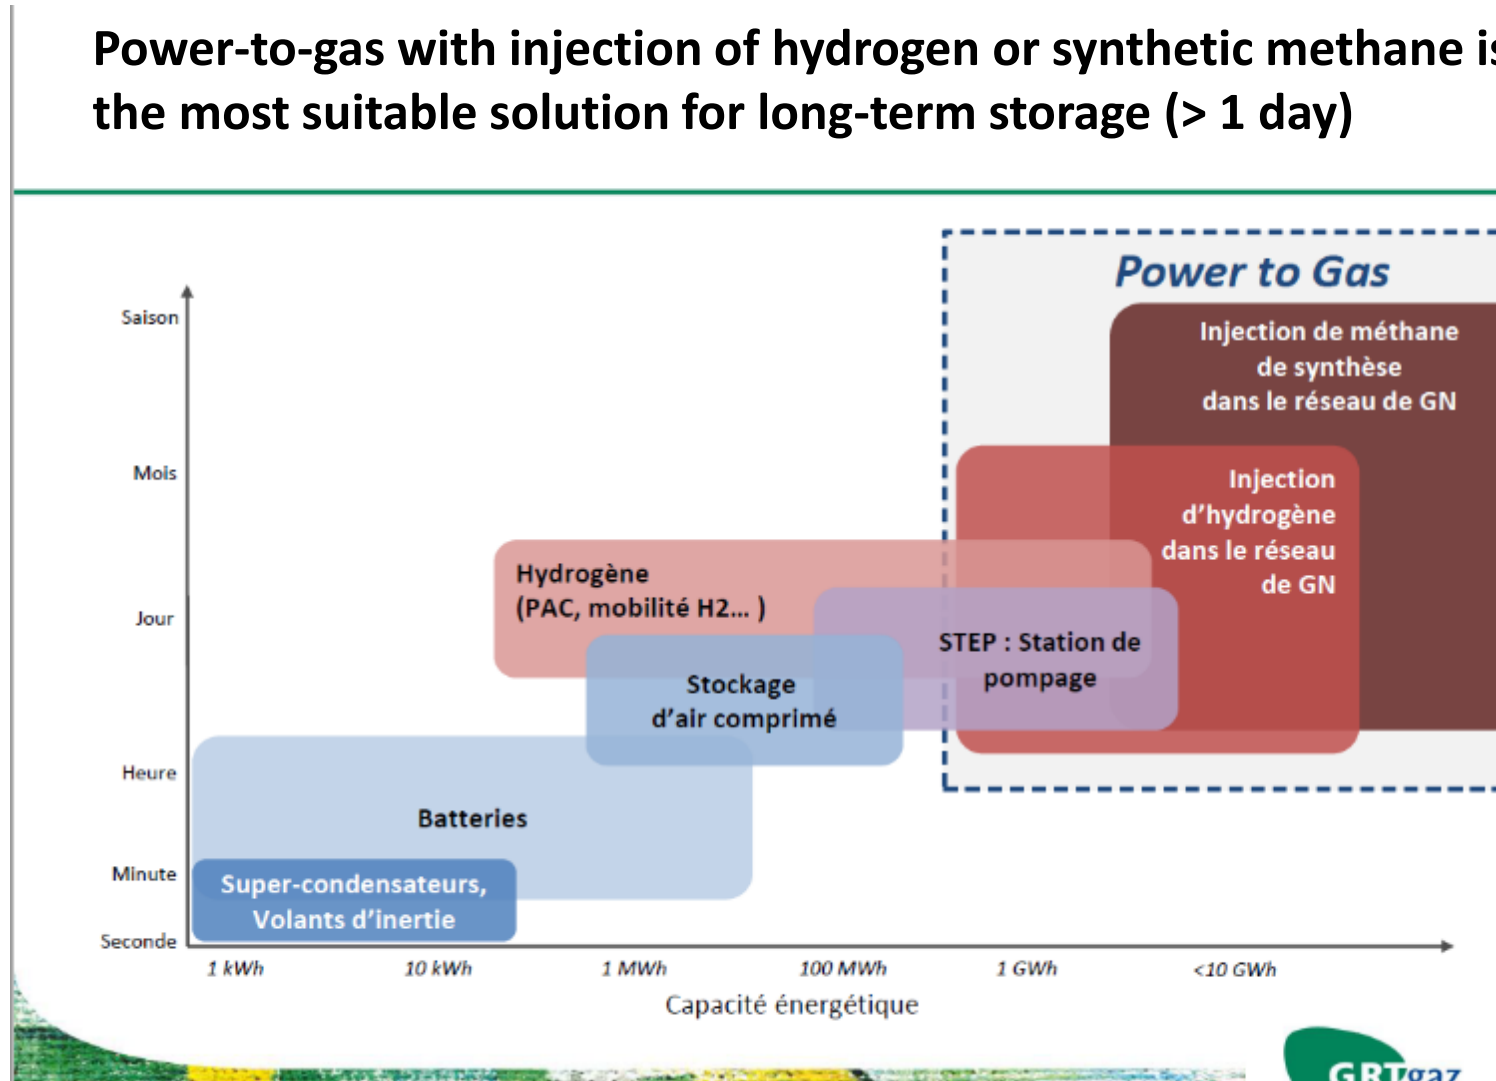 Power-to-gas with injection of hydrogen or synthetic methane is
the most suitable solution for long-term storage (> 1 day)
Power to Gas
Saison
Injection de méthane
de synthèse
dans le réseau de GN
Mois
Injection
d'hydrogène
dans le réseau
de GN
Hydrogène
(PAC, mobilité H2... )
Jour
STEP : Station de
pompage
Stockage
d'air comprimé
Heure
Batteries
Minute
Super-condensateurs,
Volants d'inertie
Seconde
1 kWh 10 kWh 1 MWh 100 MWh 1 GWh <10 GWh
Capacité énergétique
GRTgaz